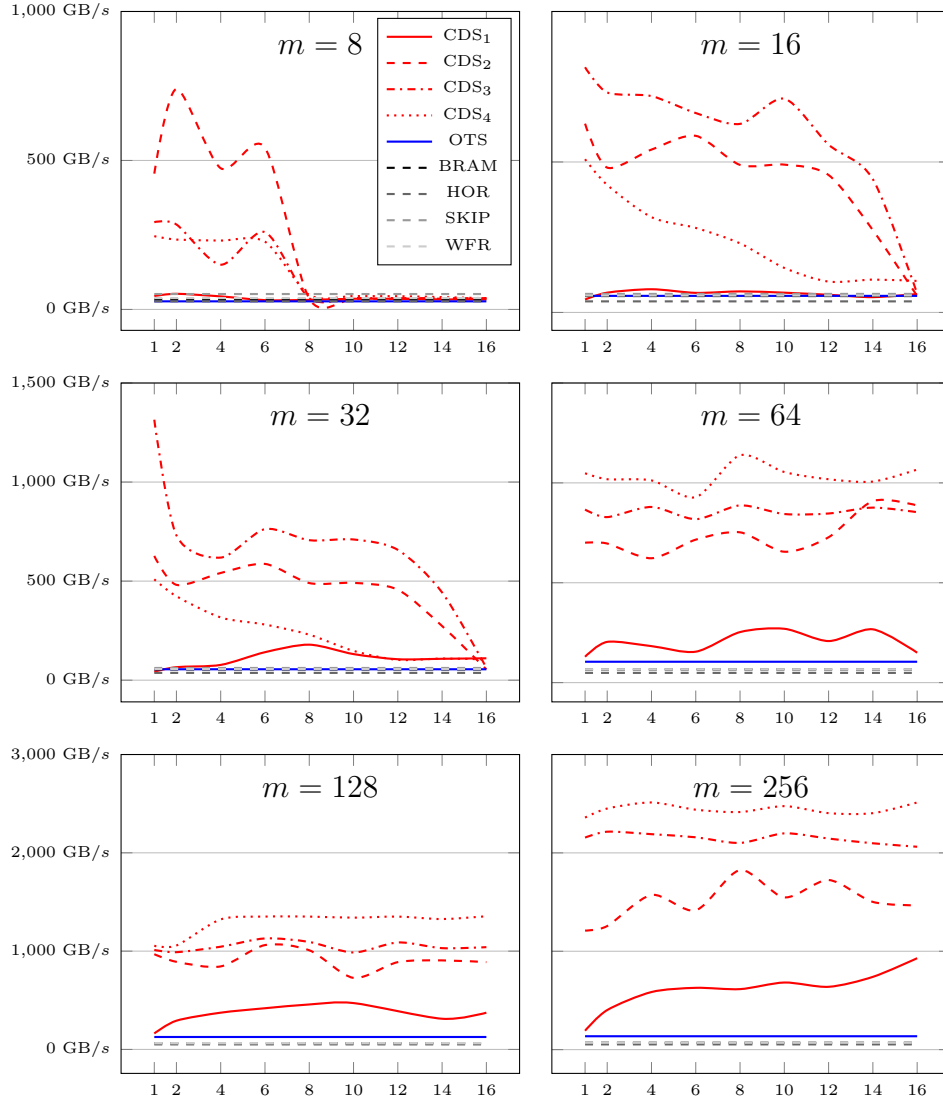 1,000 GB/s
500 GB/s
0 GB/s
m = 8
CDS₁
CDS₂
CDS₃
CDS₄
OTS
BRAM
HOR
SKIP
WFR
1 2 4 6 8 10 12 14 16
m = 16
1 2 4 6 8 10 12 14 16
1,500 GB/s
1,000 GB/s
500 GB/s
0 GB/s
m = 32
1 2 4 6 8 10 12 14 16
m = 64
1 2 4 6 8 10 12 14 16
3,000 GB/s
2,000 GB/s
1,000 GB/s
0 GB/s
m = 128
1 2 4 6 8 10 12 14 16
m = 256
1 2 4 6 8 10 12 14 16